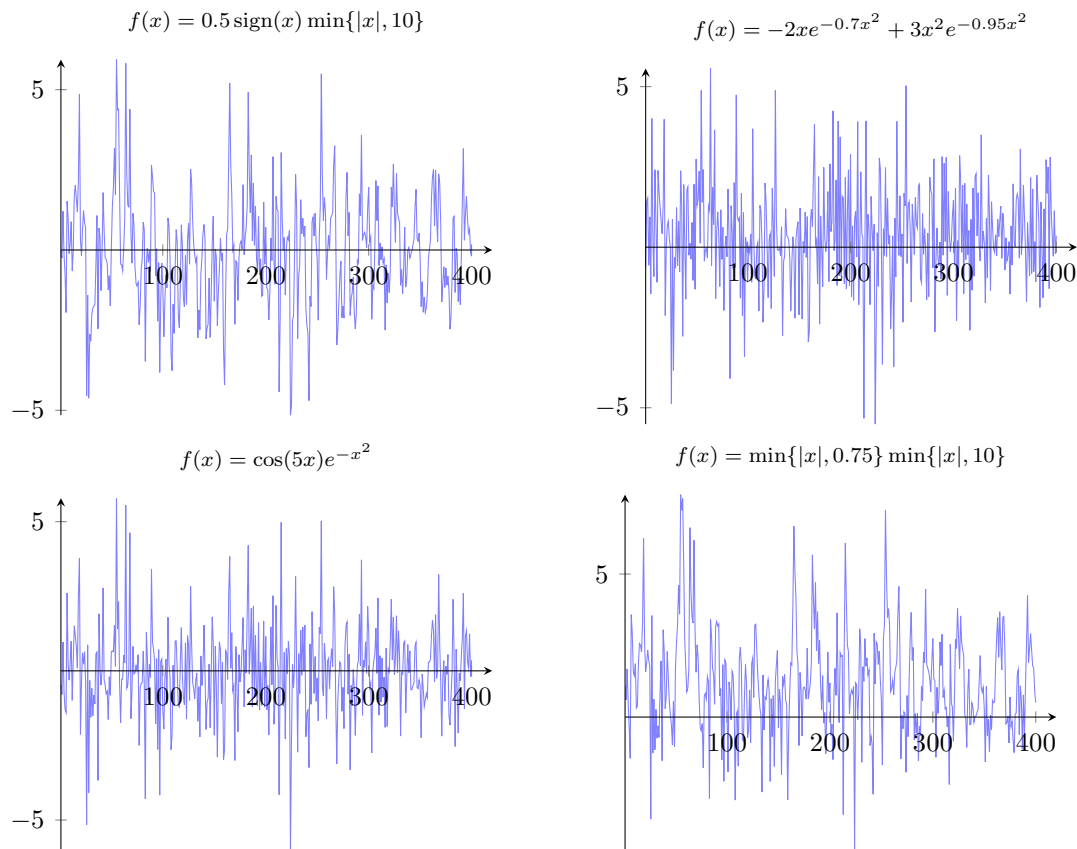 f(x) = 0.5 sign(x) min{|x|, 10}
5
100 200 300 400
−5
f(x) = −2xe^{−0.7x^2} + 3x^2e^{−0.95x^2}
5
100 200 300 400
−5
f(x) = cos(5x)e^{−x^2}
5
100 200 300 400
−5
f(x) = min{|x|, 0.75} min{|x|, 10}
5
100 200 300 400